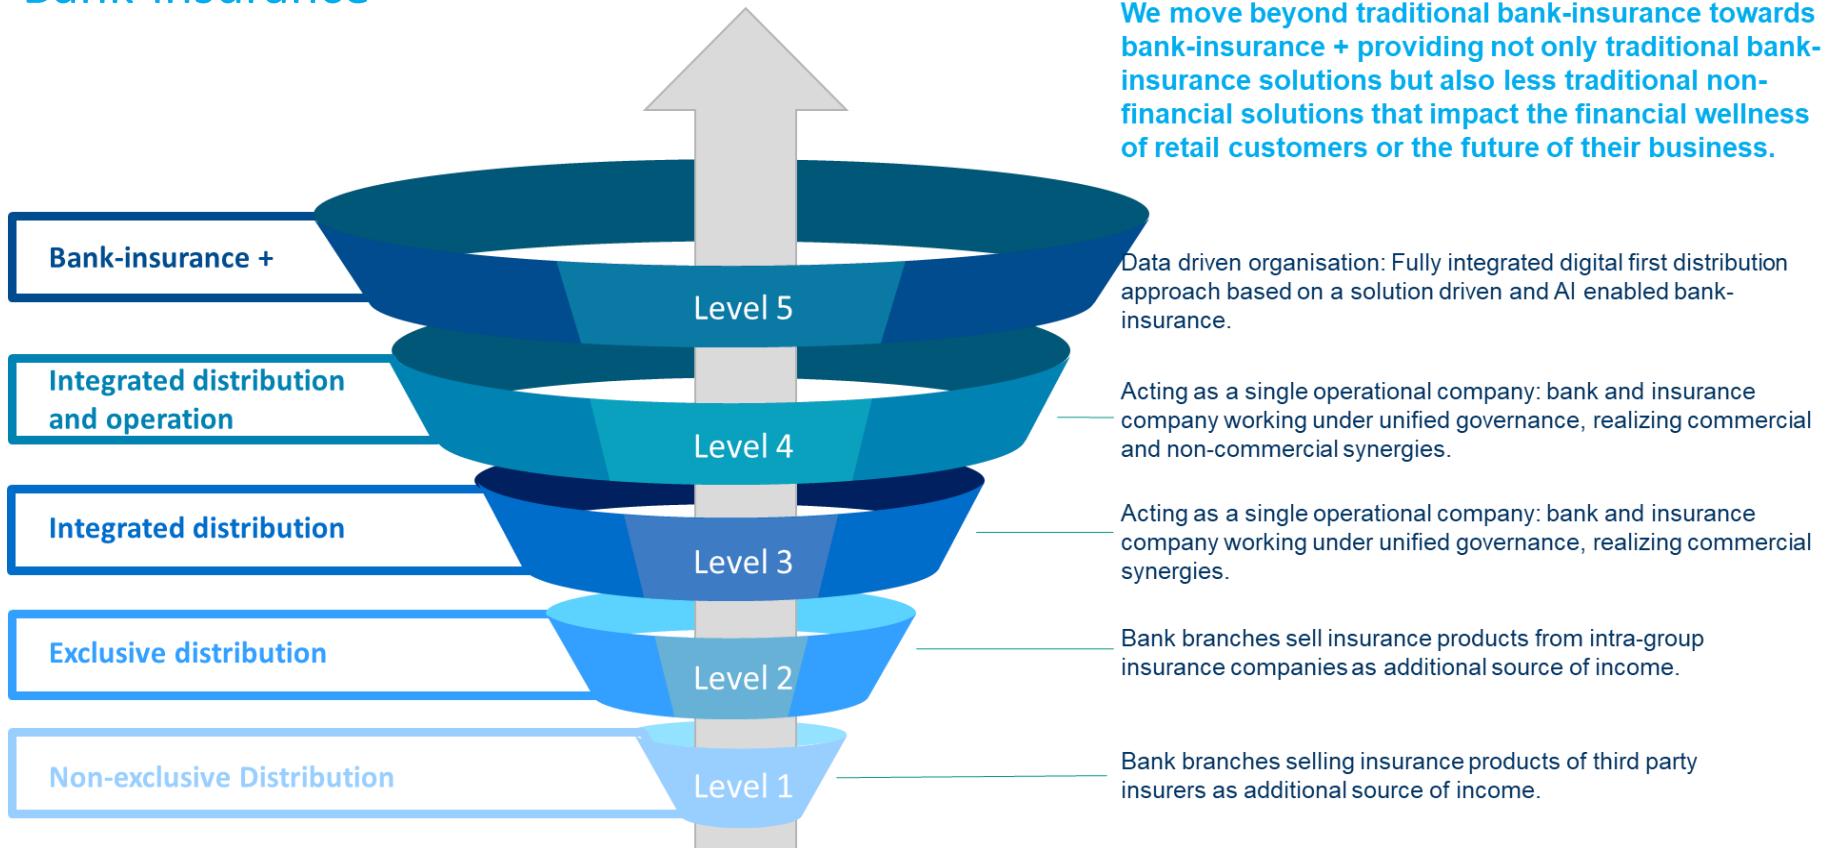 Bank-insurance
We move beyond traditional bank-insurance towards
bank-insurance + providing not only traditional bank-
insurance solutions but also less traditional non-
financial solutions that impact the financial wellness
of retail customers or the future of their business.
Bank-insurance +
Level 5
Data driven organisation: Fully integrated digital first distribution
approach based on a solution driven and AI enabled bank-
insurance.
Integrated distribution
and operation
Level 4
Acting as a single operational company: bank and insurance
company working under unified governance, realizing commercial
and non-commercial synergies.
Integrated distribution
Level 3
Acting as a single operational company: bank and insurance
company working under unified governance, realizing commercial
synergies.
Exclusive distribution
Level 2
Bank branches sell insurance products from intra-group
insurance companies as additional source of income.
Non-exclusive Distribution
Level 1
Bank branches selling insurance products of third party
insurers as additional source of income.